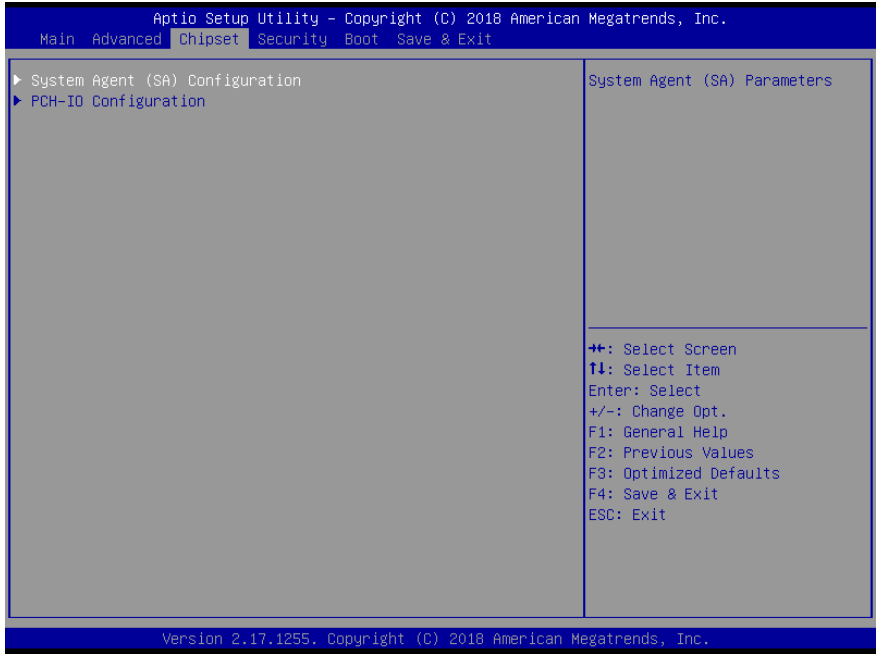 Aptio Setup Utility – Copyright (C) 2018 American Megatrends, Inc.
Main Advanced Chipset Security Boot Save & Exit
▶ System Agent (SA) Configuration
▶ PCH-IO Configuration
System Agent (SA) Parameters
→←: Select Screen
↑↓: Select Item
Enter: Select
+/-: Change Opt.
F1: General Help
F2: Previous Values
F3: Optimized Defaults
F4: Save & Exit
ESC: Exit
Version 2.17.1255. Copyright (C) 2018 American Megatrends, Inc.